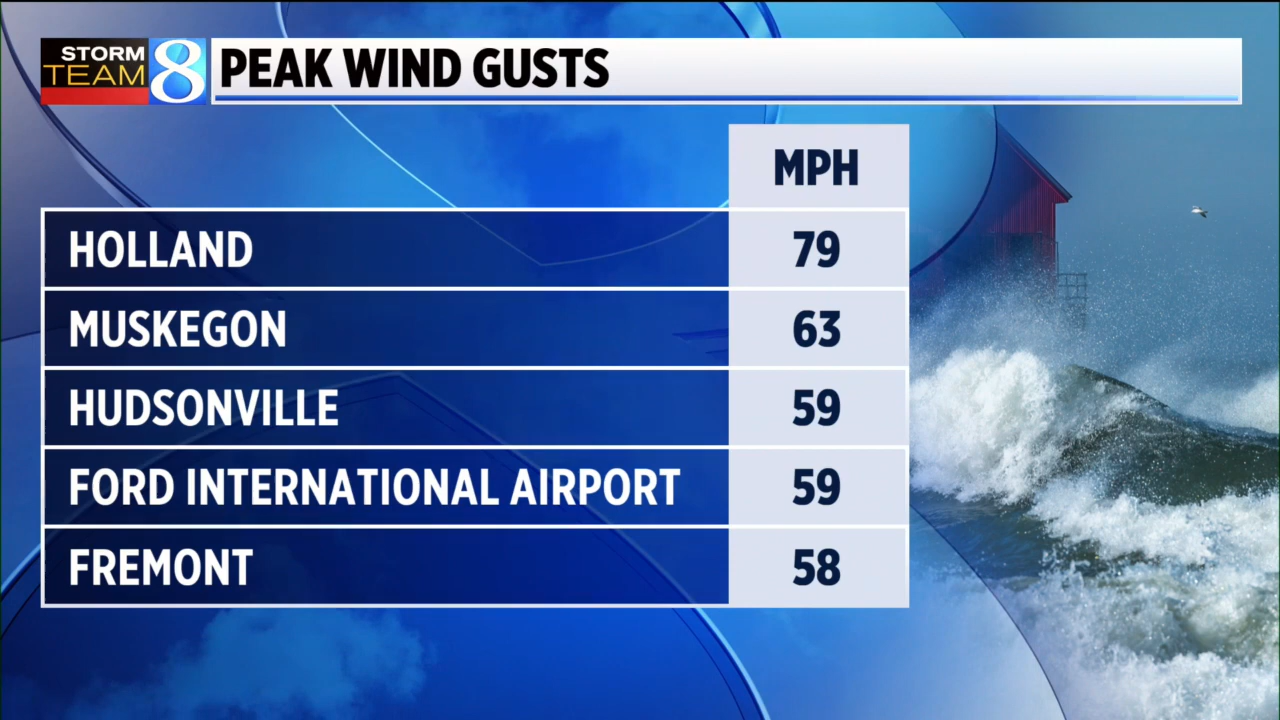 STORM
TEAM 8
PEAK WIND GUSTS
MPH
HOLLAND 79
MUSKEGON 63
HUDSONVILLE 59
FORD INTERNATIONAL AIRPORT 59
FREMONT 58